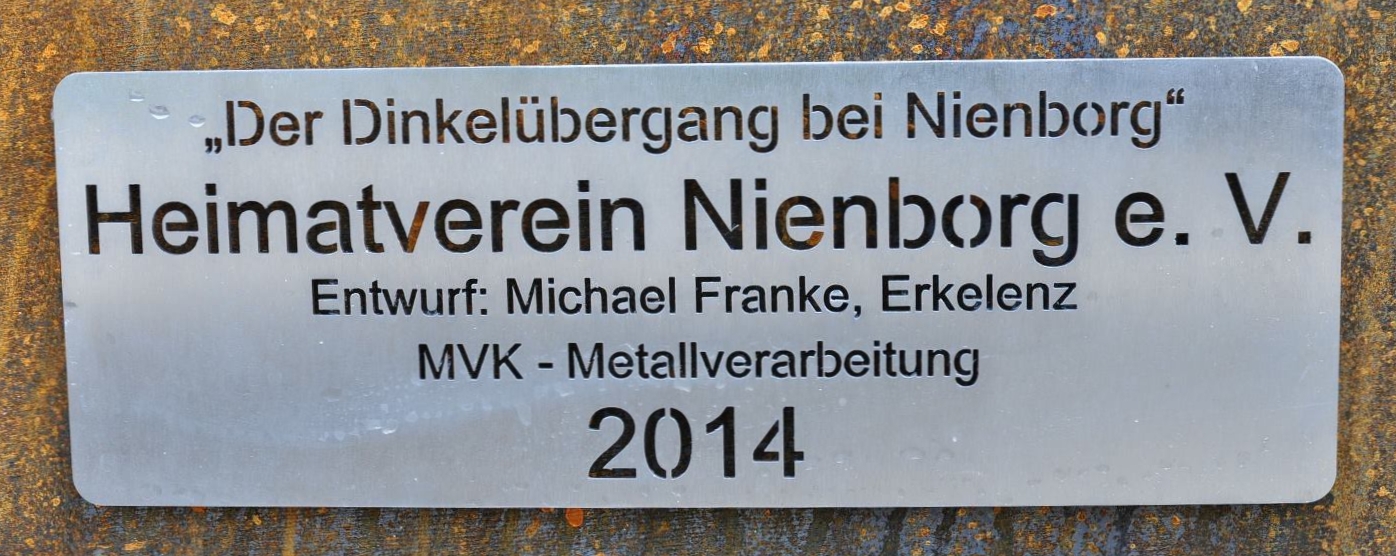 „Der Dinkelübergang bei Nienborg“
Heimatverein Nienborg e. V.
Entwurf: Michael Franke, Erkelenz
MVK - Metallverarbeitung
2014